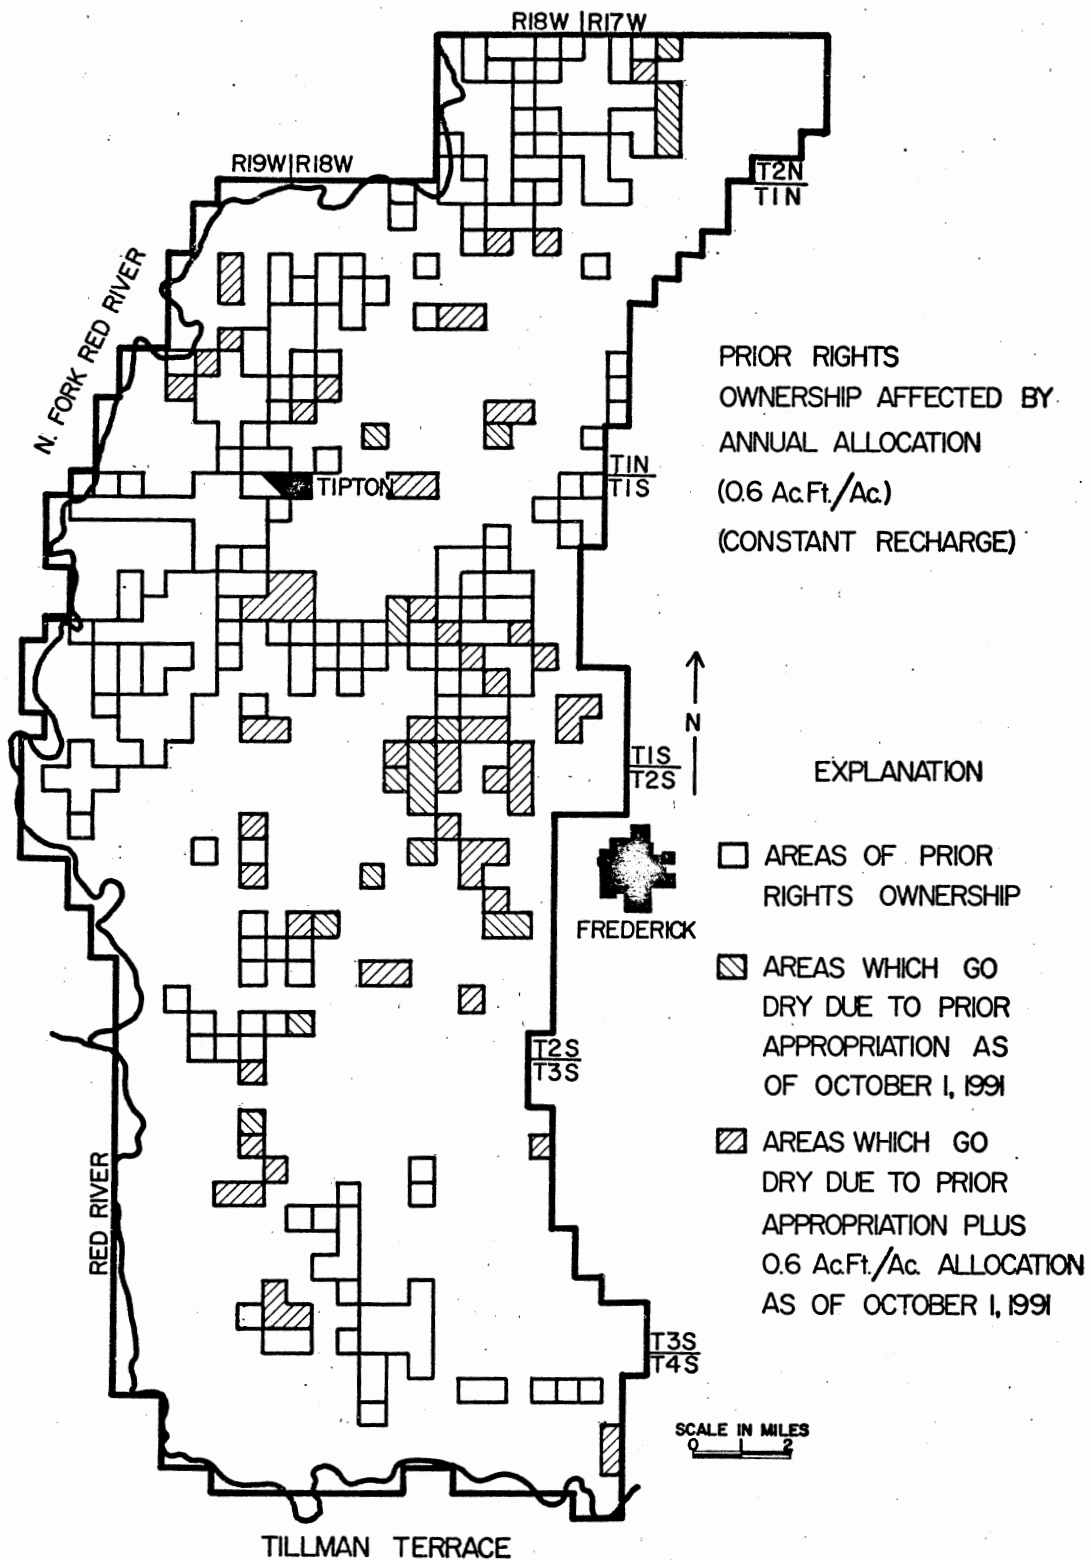 R18W R17W
R19W R18W
T2N
T1N
N. FORK RED RIVER
PRIOR RIGHTS
OWNERSHIP AFFECTED BY
ANNUAL ALLOCATION
(0.6 Ac.Ft./Ac.)
(CONSTANT RECHARGE)
T1N
T1S
TIPTON
N
T1S
T2S
EXPLANATION
AREAS OF PRIOR
RIGHTS OWNERSHIP
FREDERICK
AREAS WHICH GO
DRY DUE TO PRIOR
APPROPRIATION AS
OF OCTOBER 1, 1991
T2S
T3S
AREAS WHICH GO
DRY DUE TO PRIOR
APPROPRIATION PLUS
0.6 Ac.Ft./Ac. ALLOCATION
AS OF OCTOBER 1, 1991
RED RIVER
T3S
T4S
SCALE IN MILES
0 2
TILLMAN TERRACE